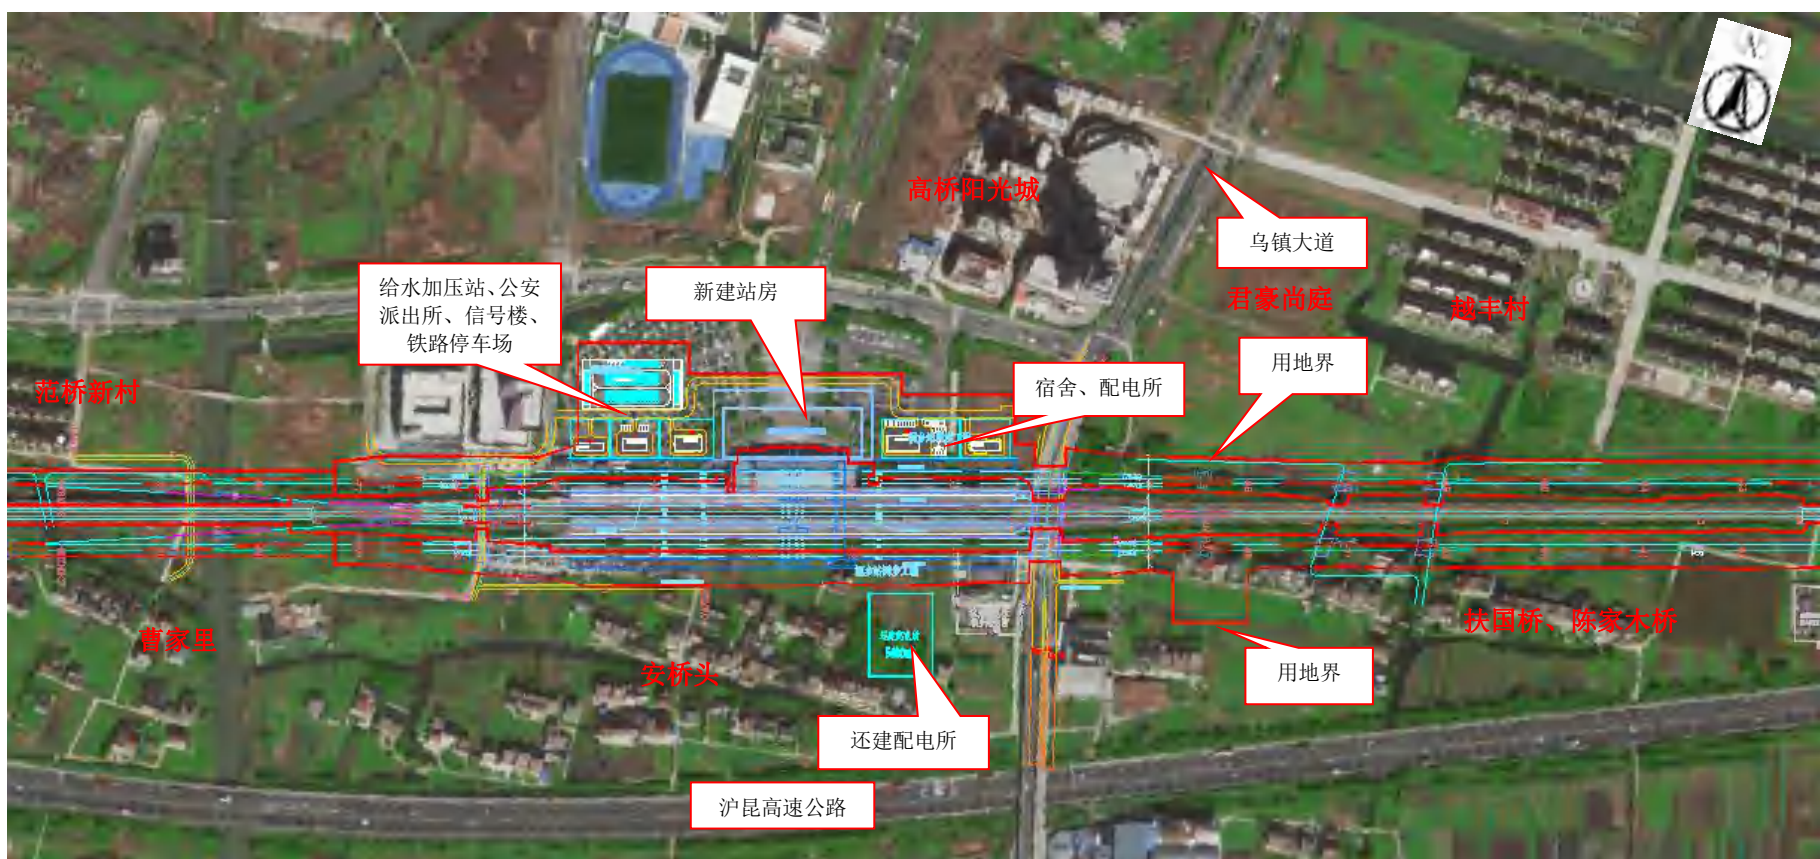 N
高桥阳光城
乌镇大道
给水加压站、公安
派出所、信号楼、
铁路停车场
新建站房
君豪尚庭
越丰村
用地界
范桥新村
宿舍、配电所
曹家里
安桥头
扶国桥、陈家木桥
用地界
还建配电所
沪昆高速公路